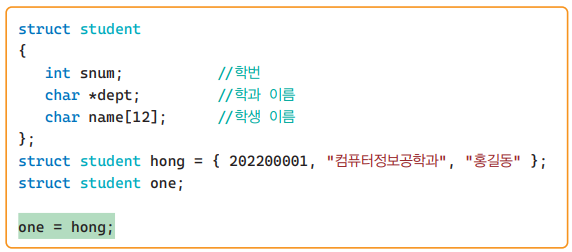 struct student
{
int snum; //학번
char *dept; //학과 이름
char name[12]; //학생 이름
};
struct student hong = { 202200001, "컴퓨터정보공학과", "홍길동" };
struct student one;
one = hong;